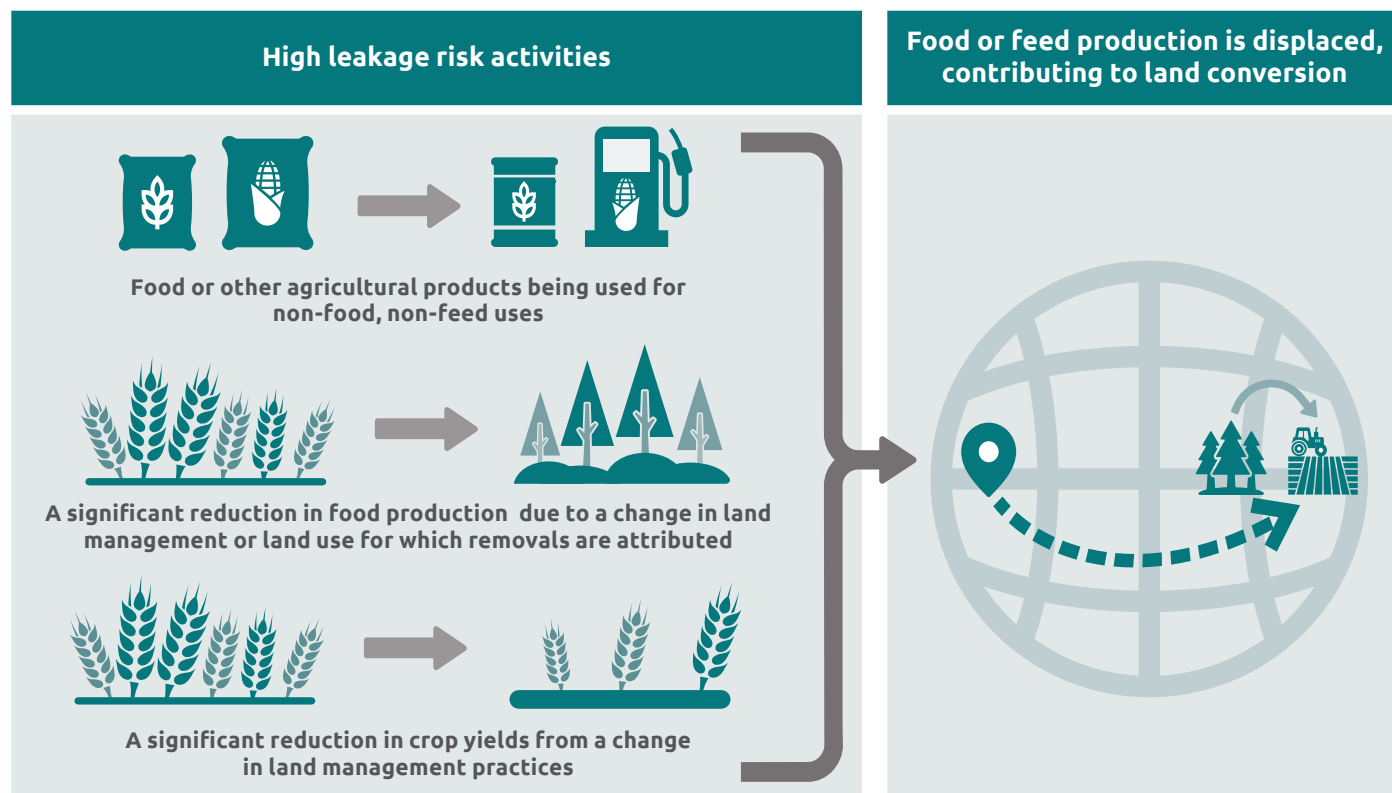 High leakage risk activities
Food or feed production is displaced,
contributing to land conversion
Food or other agricultural products being used for
non-food, non-feed uses
A significant reduction in food production due to a change in land
management or land use for which removals are attributed
A significant reduction in crop yields from a change
in land management practices